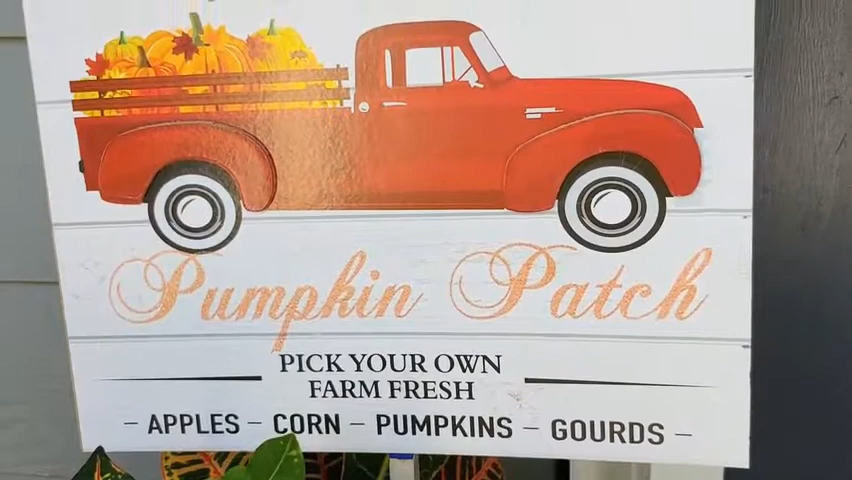 Pumpkin Patch
PICK YOUR OWN
FARM FRESH
- APPLES - CORN - PUMPKINS - GOURDS -